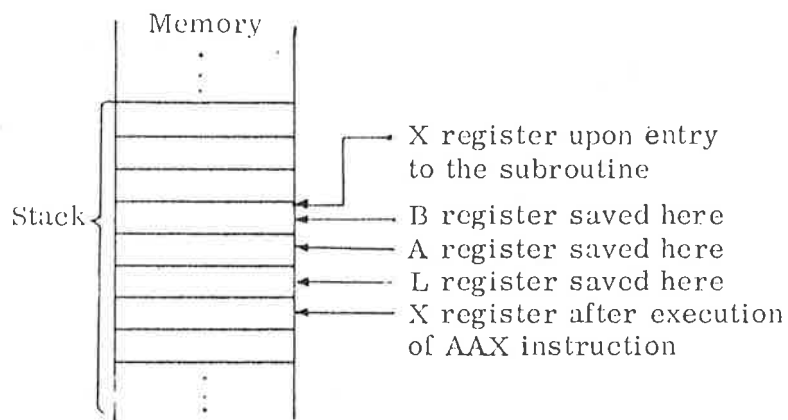 Memory
X register upon entry
to the subroutine
Stack
B register saved here
A register saved here
L register saved here
X register after execution
of AAX instruction